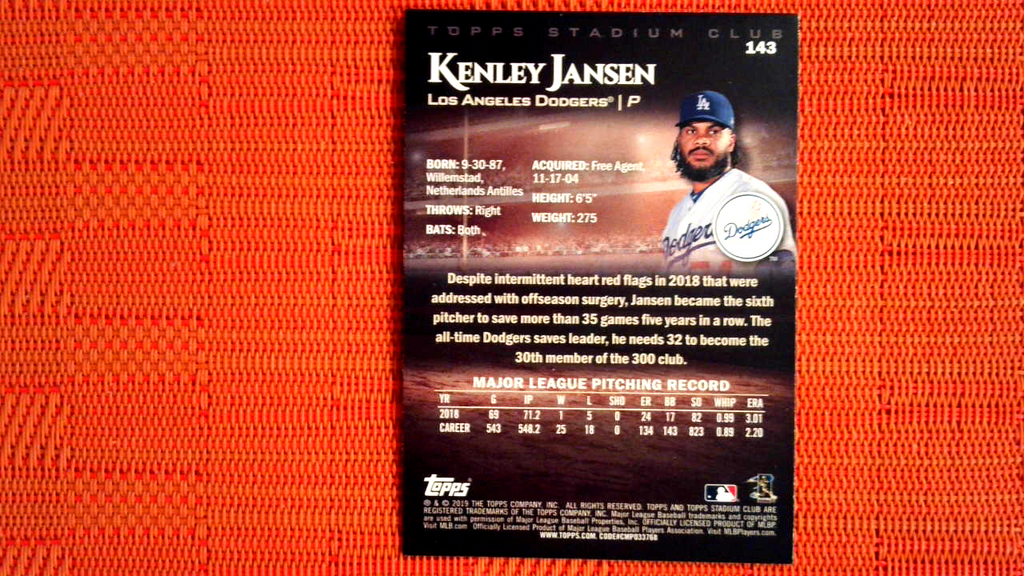 TOPPS STADIUM CLUB
143
KENLEY JANSEN
LOS ANGELES DODGERS® | P
BORN: 9-30-87,
Willemstad,
Netherlands Antilles
THROWS: Right
BATS: Both
ACQUIRED: Free Agent,
11-17-04
HEIGHT: 6'5"
WEIGHT: 275
LA
Dodgers
Dodgers
Despite intermittent heart red flags in 2018 that were
addressed with offseason surgery, Jansen became the sixth
pitcher to save more than 35 games five years in a row. The
all-time Dodgers saves leader, he needs 32 to become the
30th member of the 300 club.
MAJOR LEAGUE PITCHING RECORD
YR G IP W L SHO ER BB SO WHIP ERA
2018 69 71.2 1 5 0 24 17 82 0.99 3.01
CAREER 543 548.2 25 18 0 134 143 823 0.89 2.20
Topps
® & © 2019 THE TOPPS COMPANY, INC. ALL RIGHTS RESERVED. TOPPS AND TOPPS STADIUM CLUB ARE
REGISTERED TRADEMARKS OF THE TOPPS COMPANY, INC. Major League Baseball trademarks and copyrights
are used with permission of Major League Baseball Properties, Inc. OFFICIALLY LICENSED PRODUCT OF MLBP.
Visit MLB.com Officially Licensed Product of Major League Baseball Players Association. Visit MLBPlayers.com.
WWW.TOPPS.COM. CODE#CMP033768